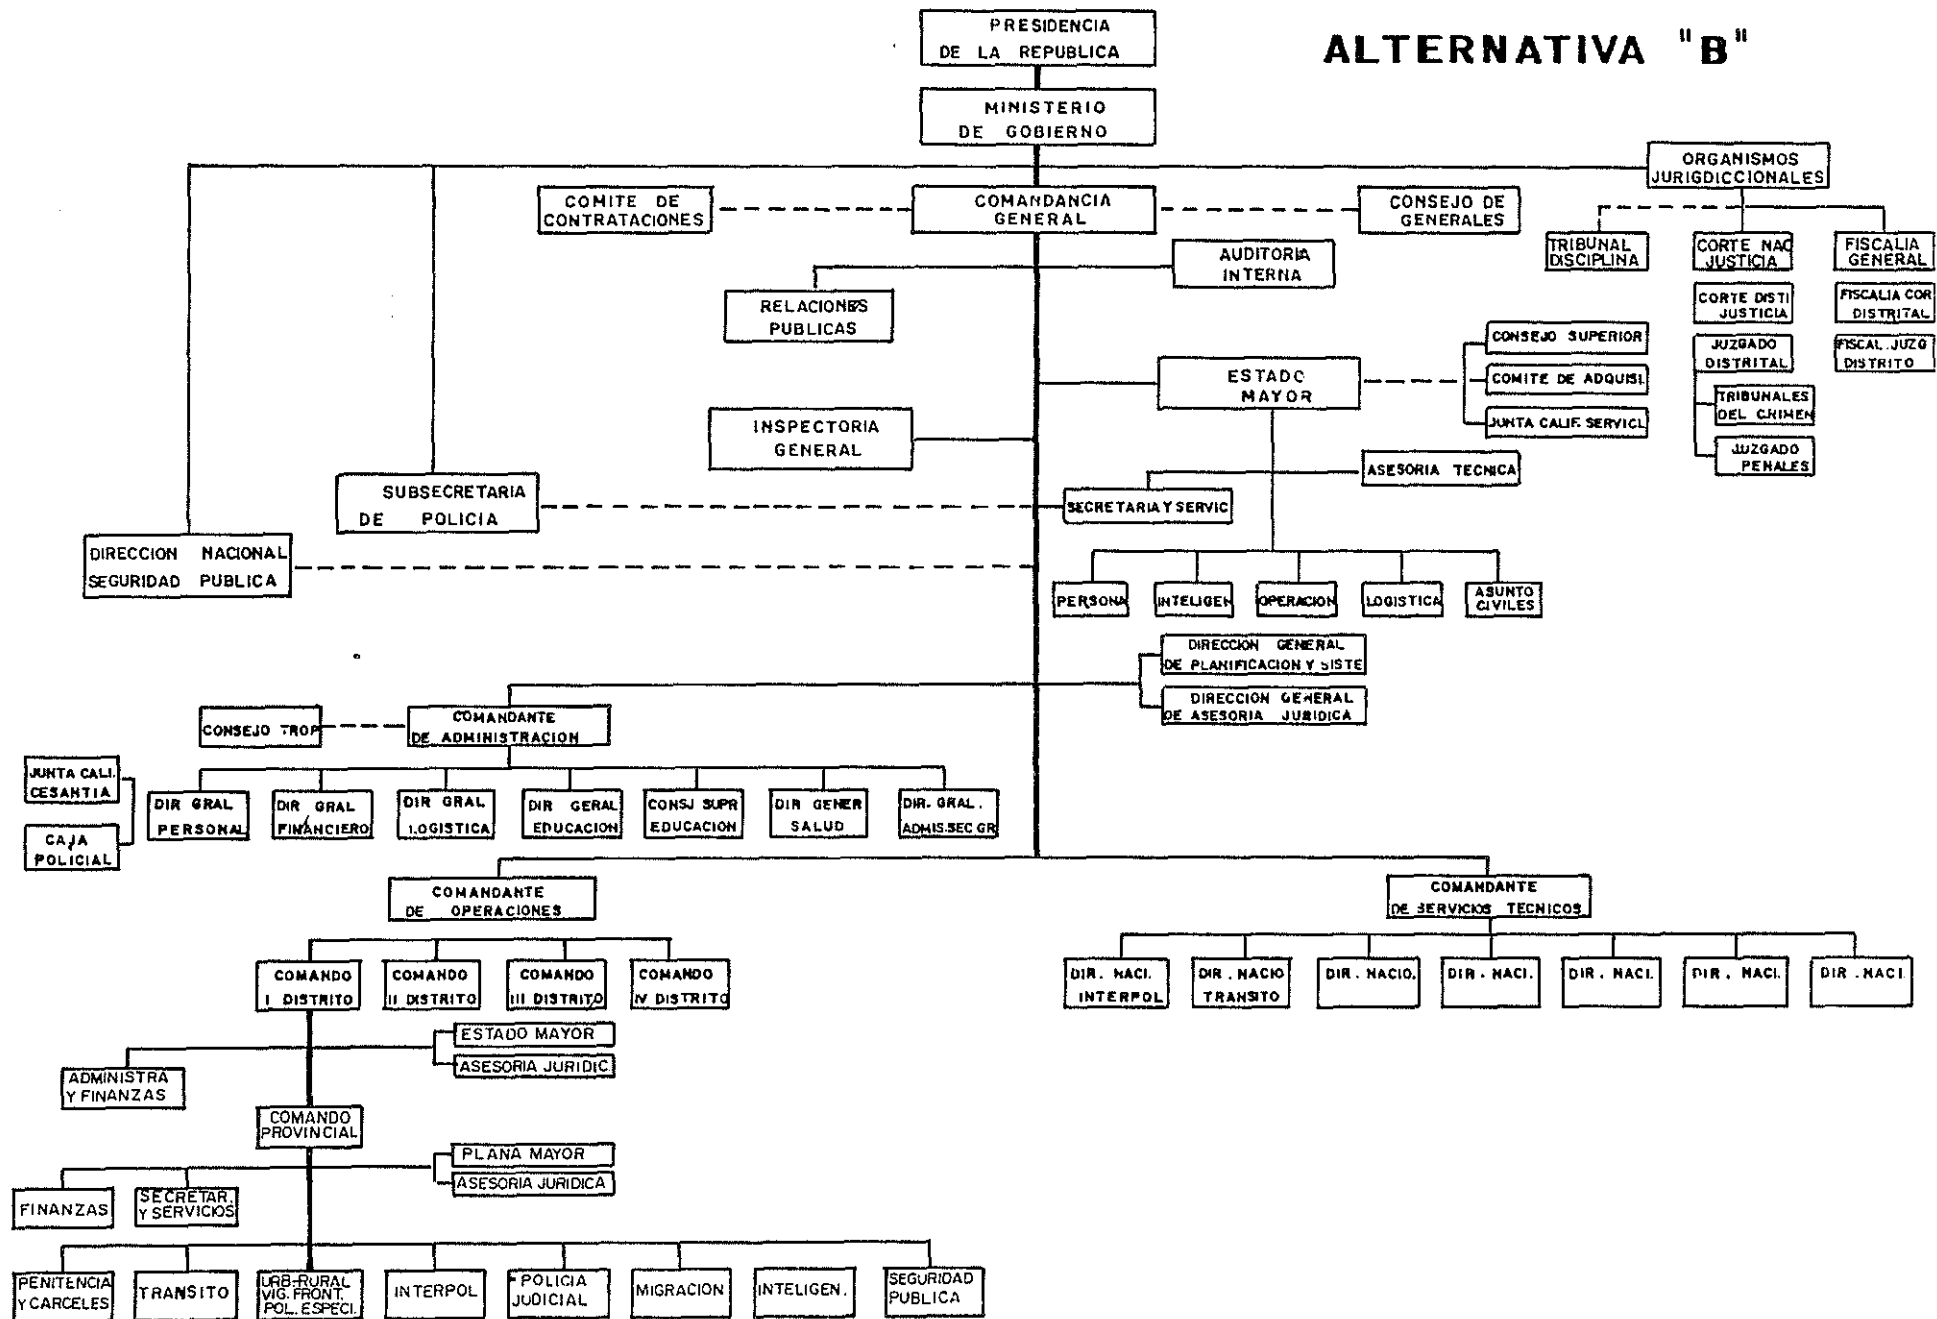 ALTERNATIVA "B"
PRESIDENCIA
DE LA REPUBLICA
MINISTERIO
DE GOBIERNO
ORGANISMOS
JURIGDICCIONALES
COMITE DE
CONTRATACIONES
COMANDANCIA
GENERAL
CONSEJO DE
GENERALES
TRIBUNAL
DISCIPLINA
CORTE NAC
JUSTICIA
FISCALIA
GENERAL
AUDITORIA
INTERNA
RELACIONES
PUBLICAS
CORTE DISTI
JUSTICIA
FISCALIA COR
DISTRITAL
CONSEJO SUPERIOR
JUZGADO
DISTRITAL
FISCAL. JUZG
DISTRITO
ESTADO
MAYOR
COMITE DE ADQUISI.
JUNTA CALIF. SERVICI.
TRIBUNALES
DEL CRIMEN
JUZGADO
PENALES
INSPECTORIA
GENERAL
ASESORIA TECNICA
SUBSECRETARIA
DE POLICIA
SECRETARIA Y SERVIC
DIRECCION NACIONAL
SEGURIDAD PUBLICA
PERSONA
INTELIGEN
OPERACION
LOGISTICA
ASUNTO
CIVILES
DIRECCION GENERAL
DE PLANIFICACION Y SISTE
DIRECCION GENERAL
DE ASESORIA JURIDICA
CONSEJO TROP
COMANDANTE
DE ADMINISTRACION
JUNTA CALI.
CESANTIA
CAJA
POLICIAL
DIR GRAL
PERSONAL
DIR GRAL
FINANCIERO
DIR GRAL
LOGISTICA
DIR GERAL
EDUCACION
CONSJ SUPR
EDUCACION
DIR GENER
SALUD
DIR. GRAL.
ADMIS.SEC GR
COMANDANTE
DE OPERACIONES
COMANDANTE
DE SERVICIOS TECNICOS
COMANDO
I DISTRITO
COMANDO
II DISTRITO
COMANDO
III DISTRITO
COMANDO
IV DISTRITO
DIR. NACI.
INTERPOL
DIR. NACIO
TRANSITO
DIR. NACIO.
DIR. NACI.
DIR. NACI.
DIR. NACI.
DIR. NACI
ESTADO MAYOR
ASESORIA JURIDIC
ADMINISTRA
Y FINANZAS
COMANDO
PROVINCIAL
PLANA MAYOR
ASESORIA JURIDICA
FINANZAS
SECRETAR.
Y SERVICIOS
PENITENCIA
Y CARCELES
TRANSITO
URB-RURAL
VIG. FRONT.
POL. ESPECI.
INTERPOL
POLICIA
JUDICIAL
MIGRACION
INTELIGEN.
SEGURIDAD
PUBLICA